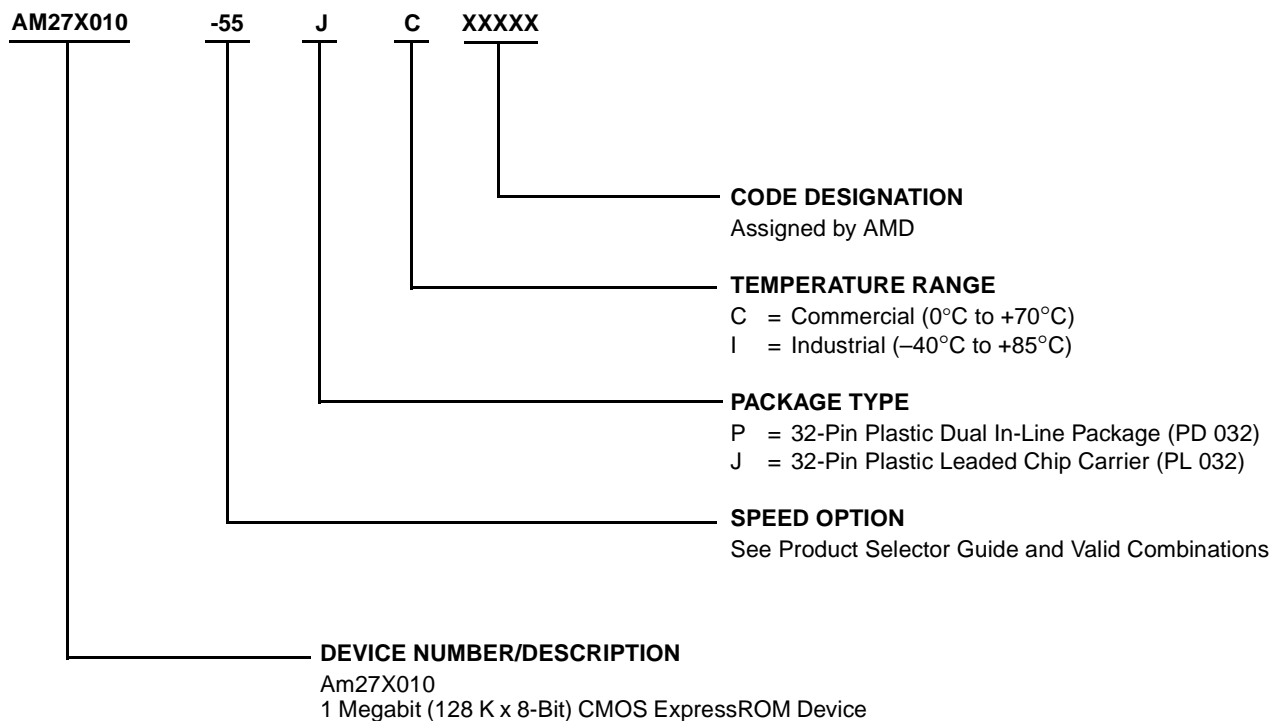 AM27X010 -55 J C XXXXX
CODE DESIGNATION
Assigned by AMD
TEMPERATURE RANGE
C = Commercial (0°C to +70°C)
I = Industrial (–40°C to +85°C)
PACKAGE TYPE
P = 32-Pin Plastic Dual In-Line Package (PD 032)
J = 32-Pin Plastic Leaded Chip Carrier (PL 032)
SPEED OPTION
See Product Selector Guide and Valid Combinations
DEVICE NUMBER/DESCRIPTION
Am27X010
1 Megabit (128 K x 8-Bit) CMOS ExpressROM Device